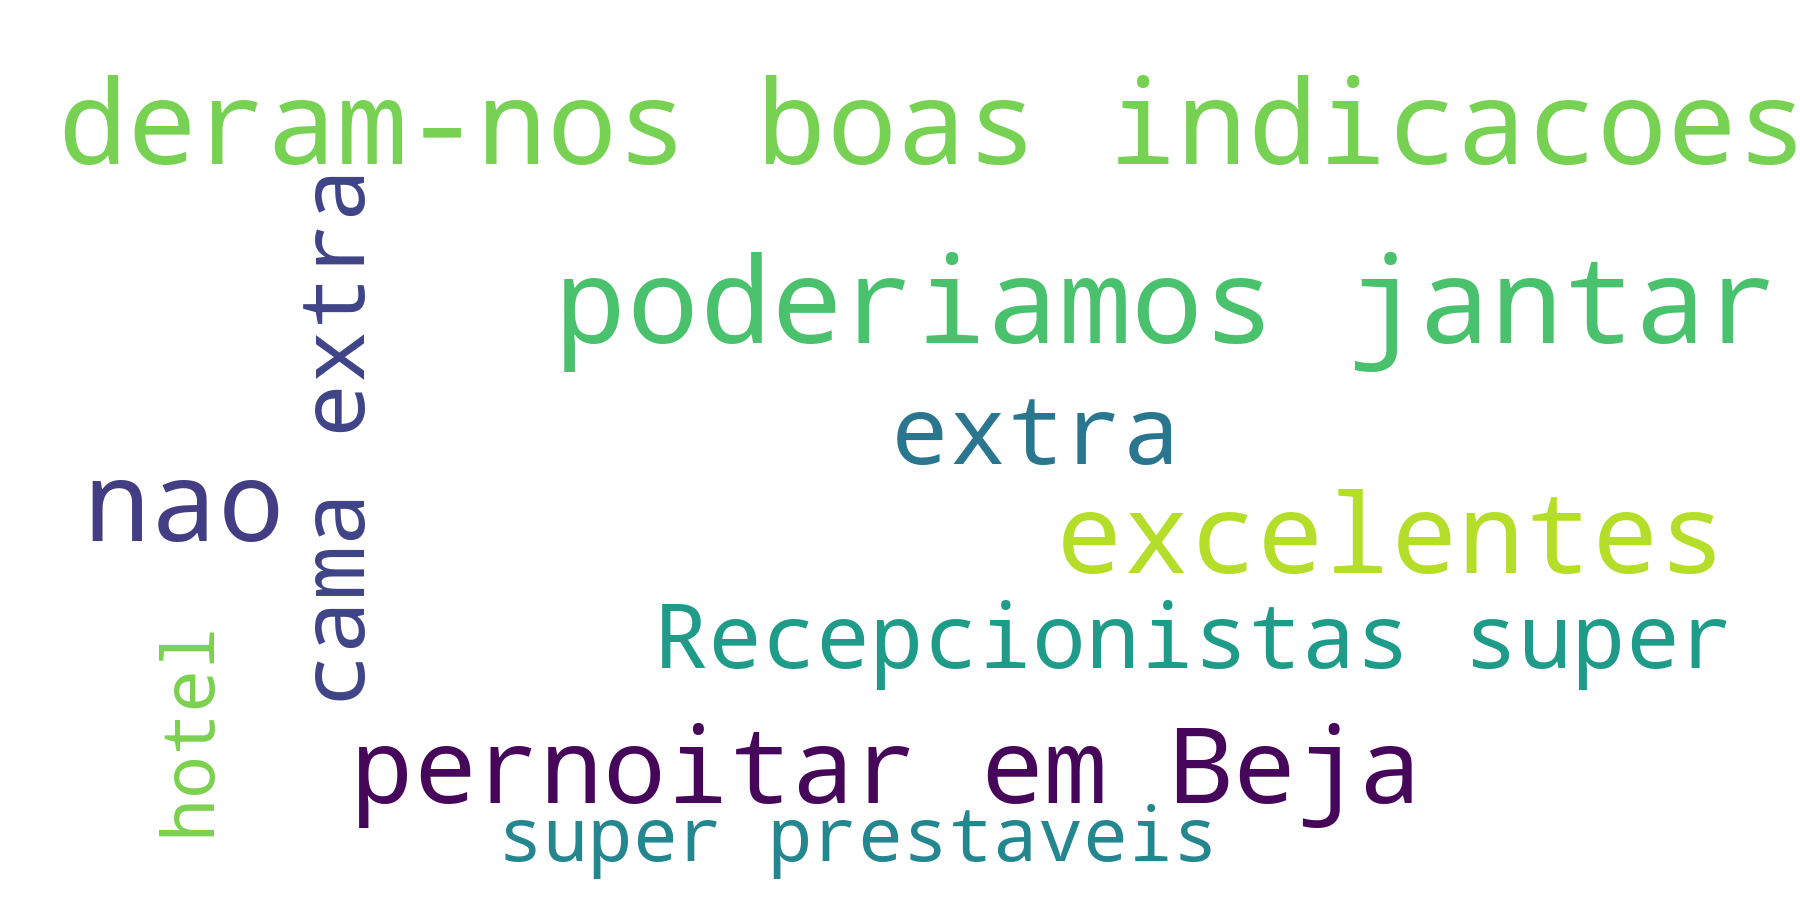 deram-nos boas indicacoes
poderiamos jantar
cama extra
extra
nao
excelentes
Recepcionistas super
hotel
pernoitar em Beja
super prestaveis